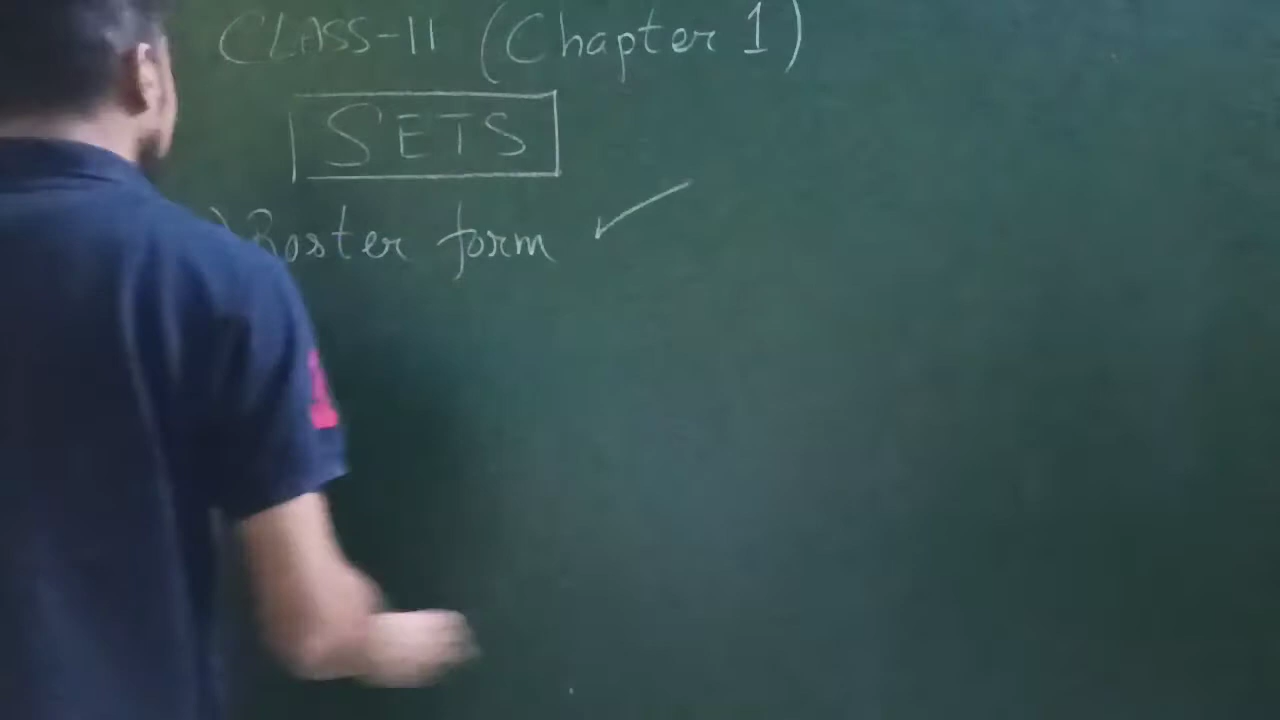 CLASS-11 (Chapter 1)
SETS
) Roster form ✓